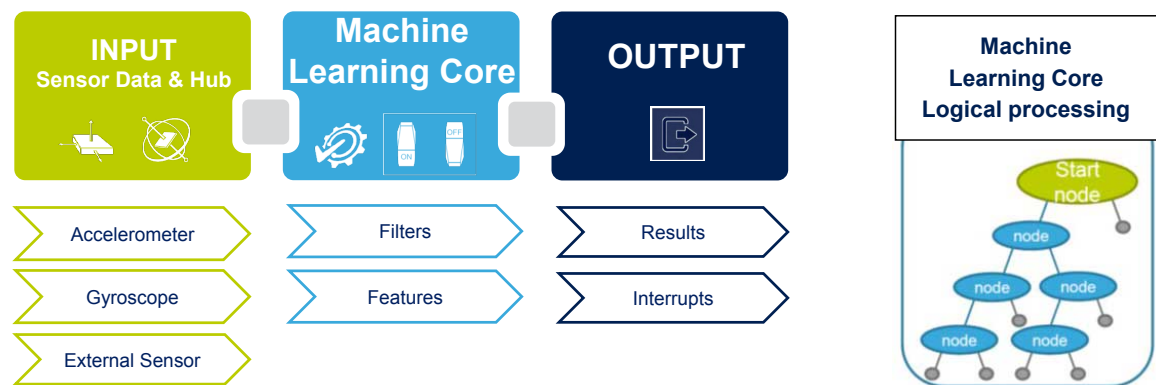 INPUT
Sensor Data & Hub
Machine
Learning Core
ON
OFF
OUTPUT
Accelerometer
Gyroscope
External Sensor
Filters
Features
Results
Interrupts
Machine
Learning Core
Logical processing
Start
node
node
node
node
node
node